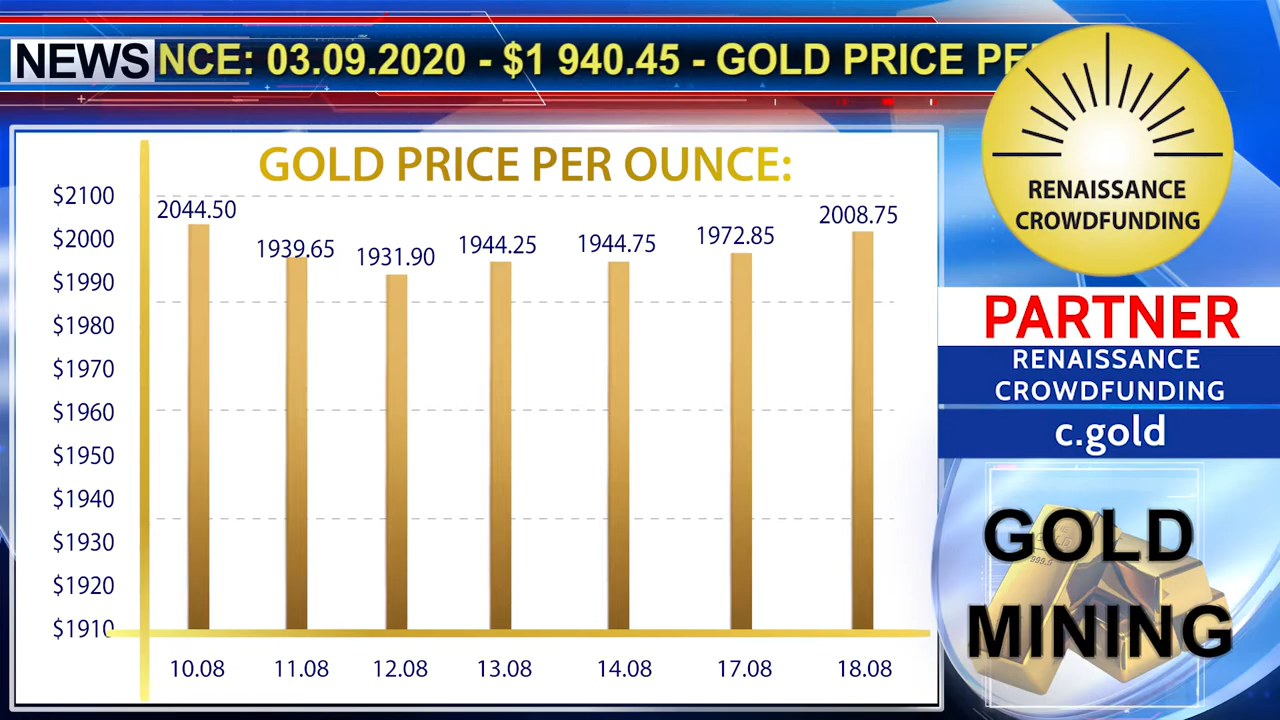 NEWS
NCE: 03.09.2020 - $1 940.45 - GOLD PRICE PE
GOLD PRICE PER OUNCE:
$2100
$2000
$1990
$1980
$1970
$1960
$1950
$1940
$1930
$1920
$1910
2044.50
1939.65
1931.90
1944.25
1944.75
1972.85
2008.75
10.08
11.08
12.08
13.08
14.08
17.08
18.08
RENAISSANCE
CROWDFUNDING
PARTNER
RENAISSANCE
CROWDFUNDING
c.gold
GOLD
999.9
MINING